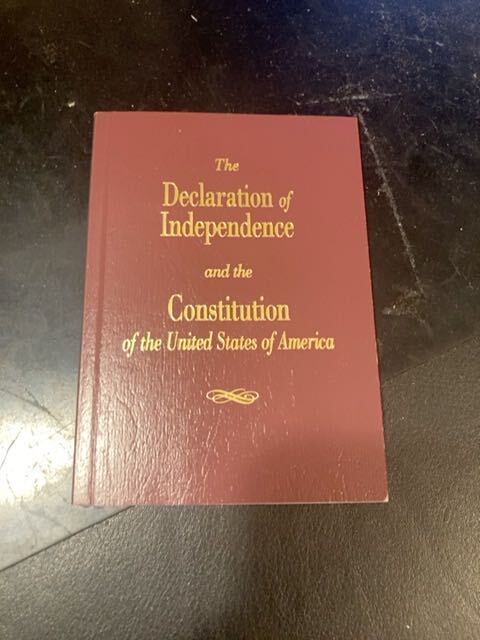 The
Declaration of
Independence
and the
Constitution
of the United States of America